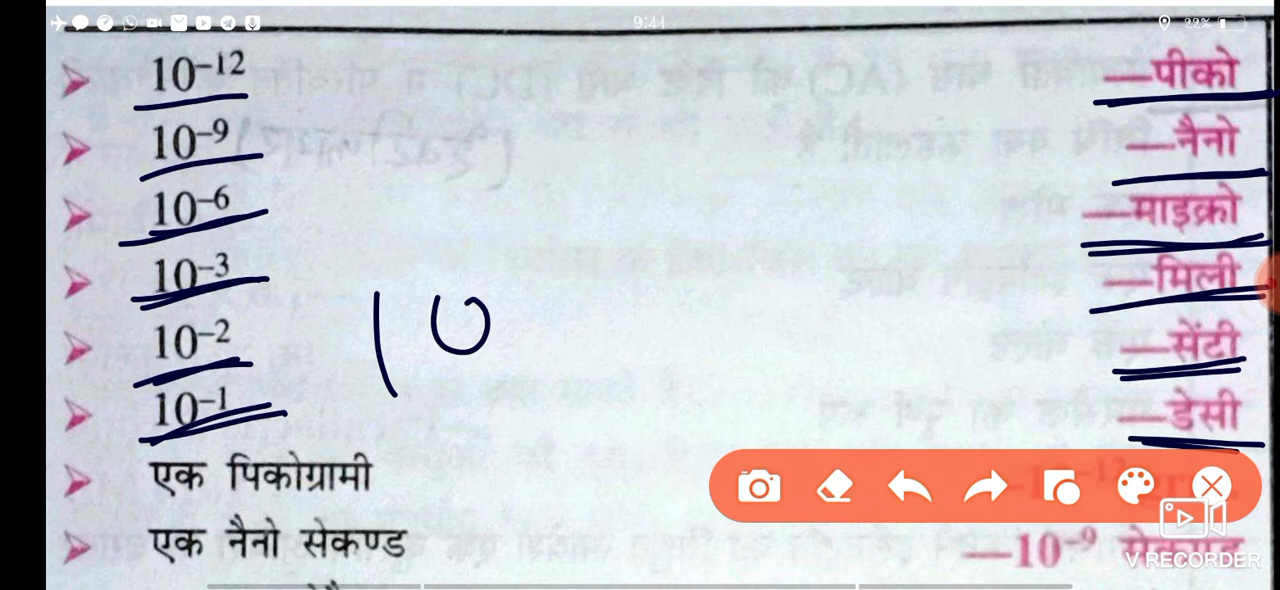 9:44 22%
10⁻¹² —पीको
10⁻⁹ —नैनो
10⁻⁶ —माइक्रो
10⁻³ —मिली
10⁻² —सेंटी
10
10⁻¹ —डेसी
एक पिकोग्रामी
एक नैनो सेकण्ड —10⁻⁹
V RECORDER